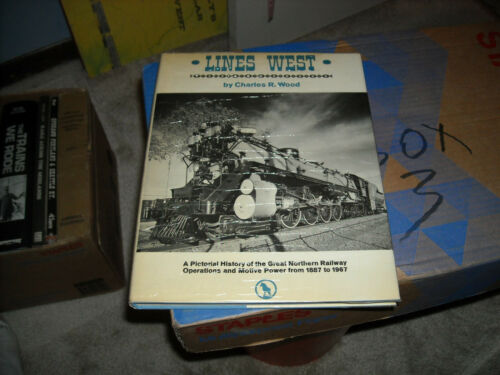 LINES WEST
by Charles R. Wood
A Pictorial History of the Great Northern Railway
Operations and Motive Power from 1887 to 1967
THE TRAINS
WE RODE
BOX
3
STAPLES